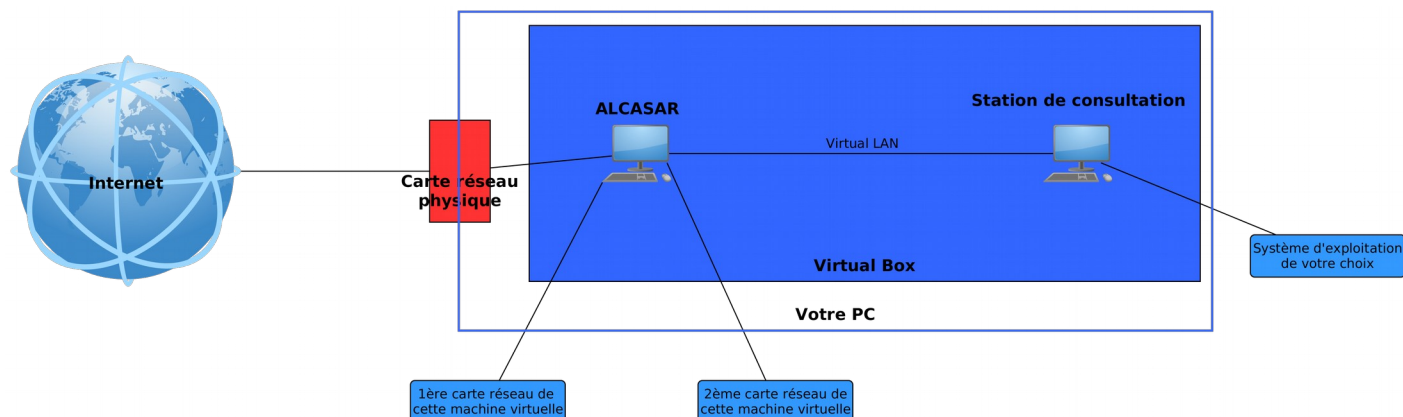 ALCASAR
Station de consultation
Virtual LAN
Internet
Carte réseau
physique
Système d'exploitation
de votre choix
Virtual Box
Votre PC
1ère carte réseau de
cette machine virtuelle
2ème carte réseau de
cette machine virtuelle